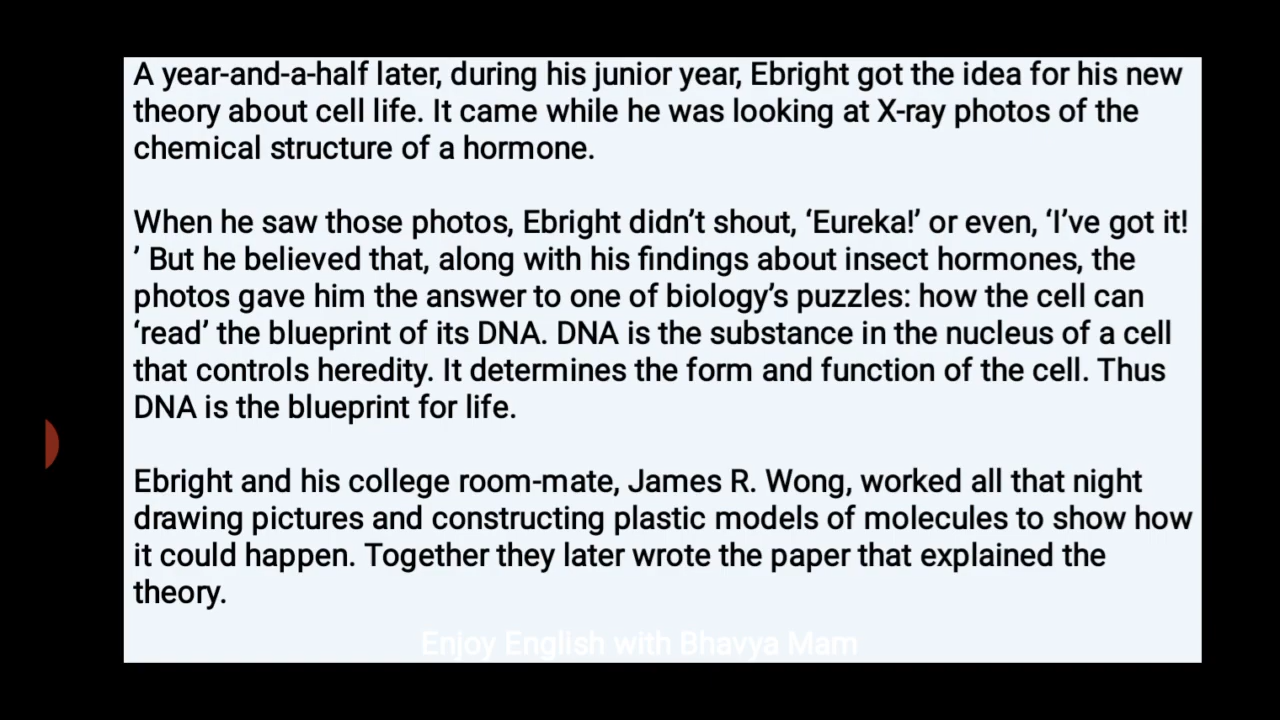 A year-and-a-half later, during his junior year, Ebright got the idea for his new
theory about cell life. It came while he was looking at X-ray photos of the
chemical structure of a hormone.
When he saw those photos, Ebright didn’t shout, ‘Eureka!’ or even, ‘I’ve got it!
’ But he believed that, along with his findings about insect hormones, the
photos gave him the answer to one of biology’s puzzles: how the cell can
‘read’ the blueprint of its DNA. DNA is the substance in the nucleus of a cell
that controls heredity. It determines the form and function of the cell. Thus
DNA is the blueprint for life.
Ebright and his college room-mate, James R. Wong, worked all that night
drawing pictures and constructing plastic models of molecules to show how
it could happen. Together they later wrote the paper that explained the
theory.
Enjoy English with Bhavya Mam